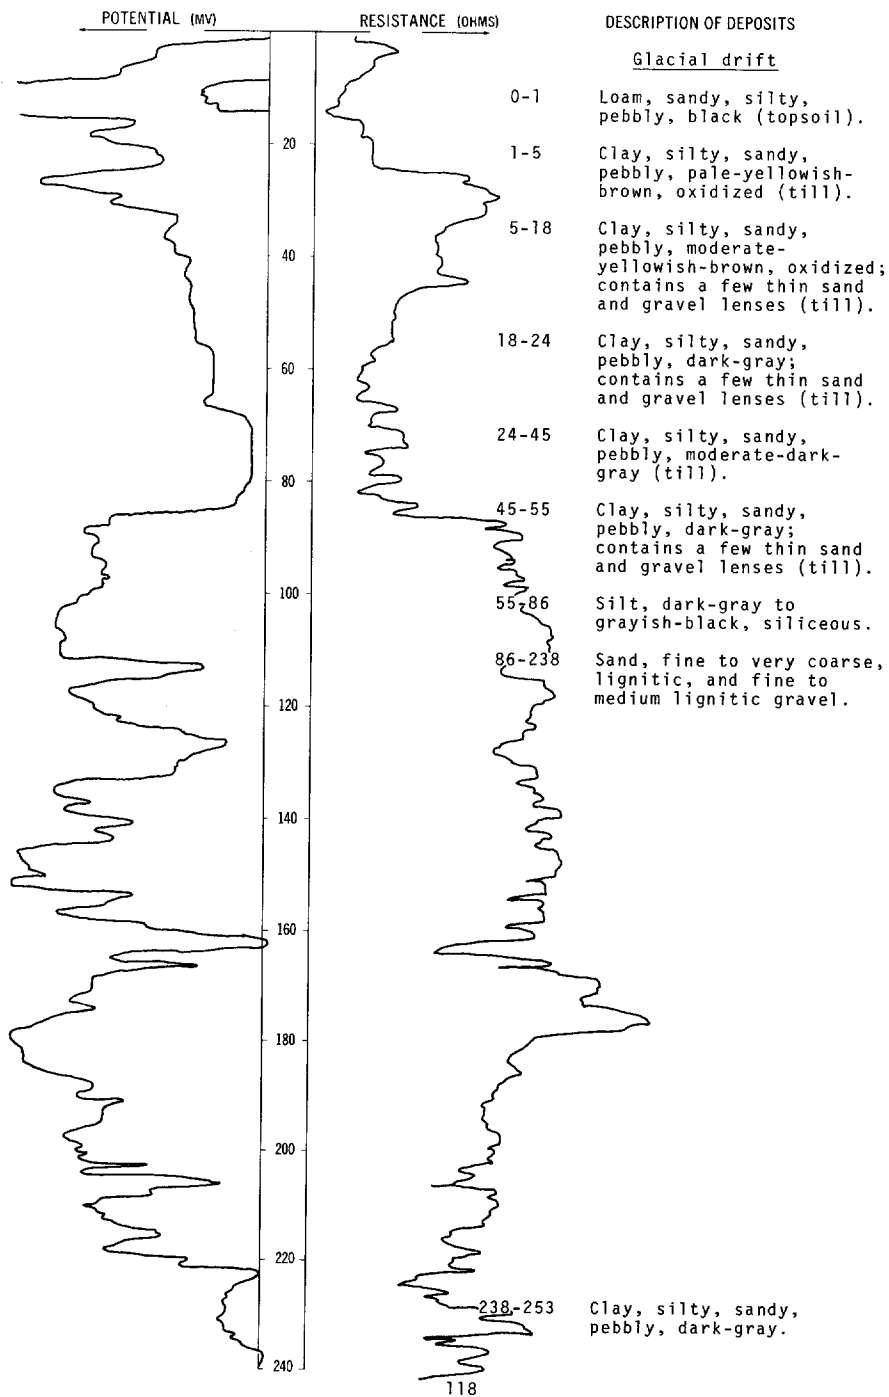 POTENTIAL (MV)
RESISTANCE (OHMS)
DESCRIPTION OF DEPOSITS
Glacial drift
0-1 Loam, sandy, silty,
pebbly, black (topsoil).
1-5 Clay, silty, sandy,
pebbly, pale-yellowish-
brown, oxidized (till).
5-18 Clay, silty, sandy,
pebbly, moderate-
yellowish-brown, oxidized;
contains a few thin sand
and gravel lenses (till).
18-24 Clay, silty, sandy,
pebbly, dark-gray;
contains a few thin sand
and gravel lenses (till).
24-45 Clay, silty, sandy,
pebbly, moderate-dark-
gray (till).
45-55 Clay, silty, sandy,
pebbly, dark-gray;
contains a few thin sand
and gravel lenses (till).
55-86 Silt, dark-gray to
grayish-black, siliceous.
86-238 Sand, fine to very coarse,
lignitic, and fine to
medium lignitic gravel.
238-253 Clay, silty, sandy,
pebbly, dark-gray.
20
40
60
80
100
120
140
160
180
200
220
240
118